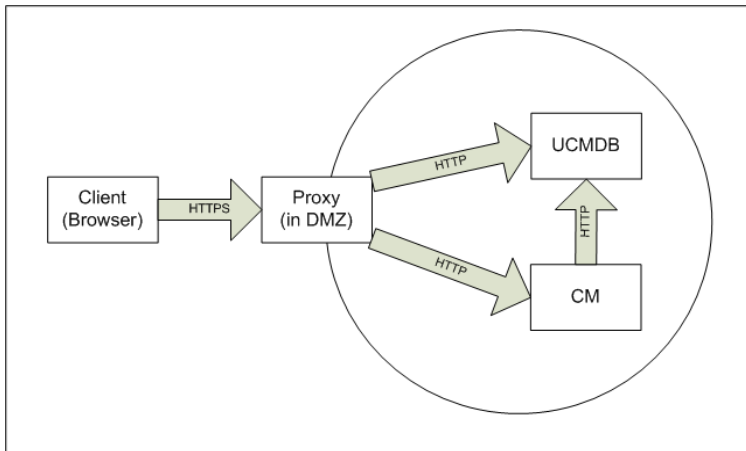 Client
(Browser)
HTTPS
Proxy
(in DMZ)
HTTP
UCMDB
HTTP
HTTP
CM